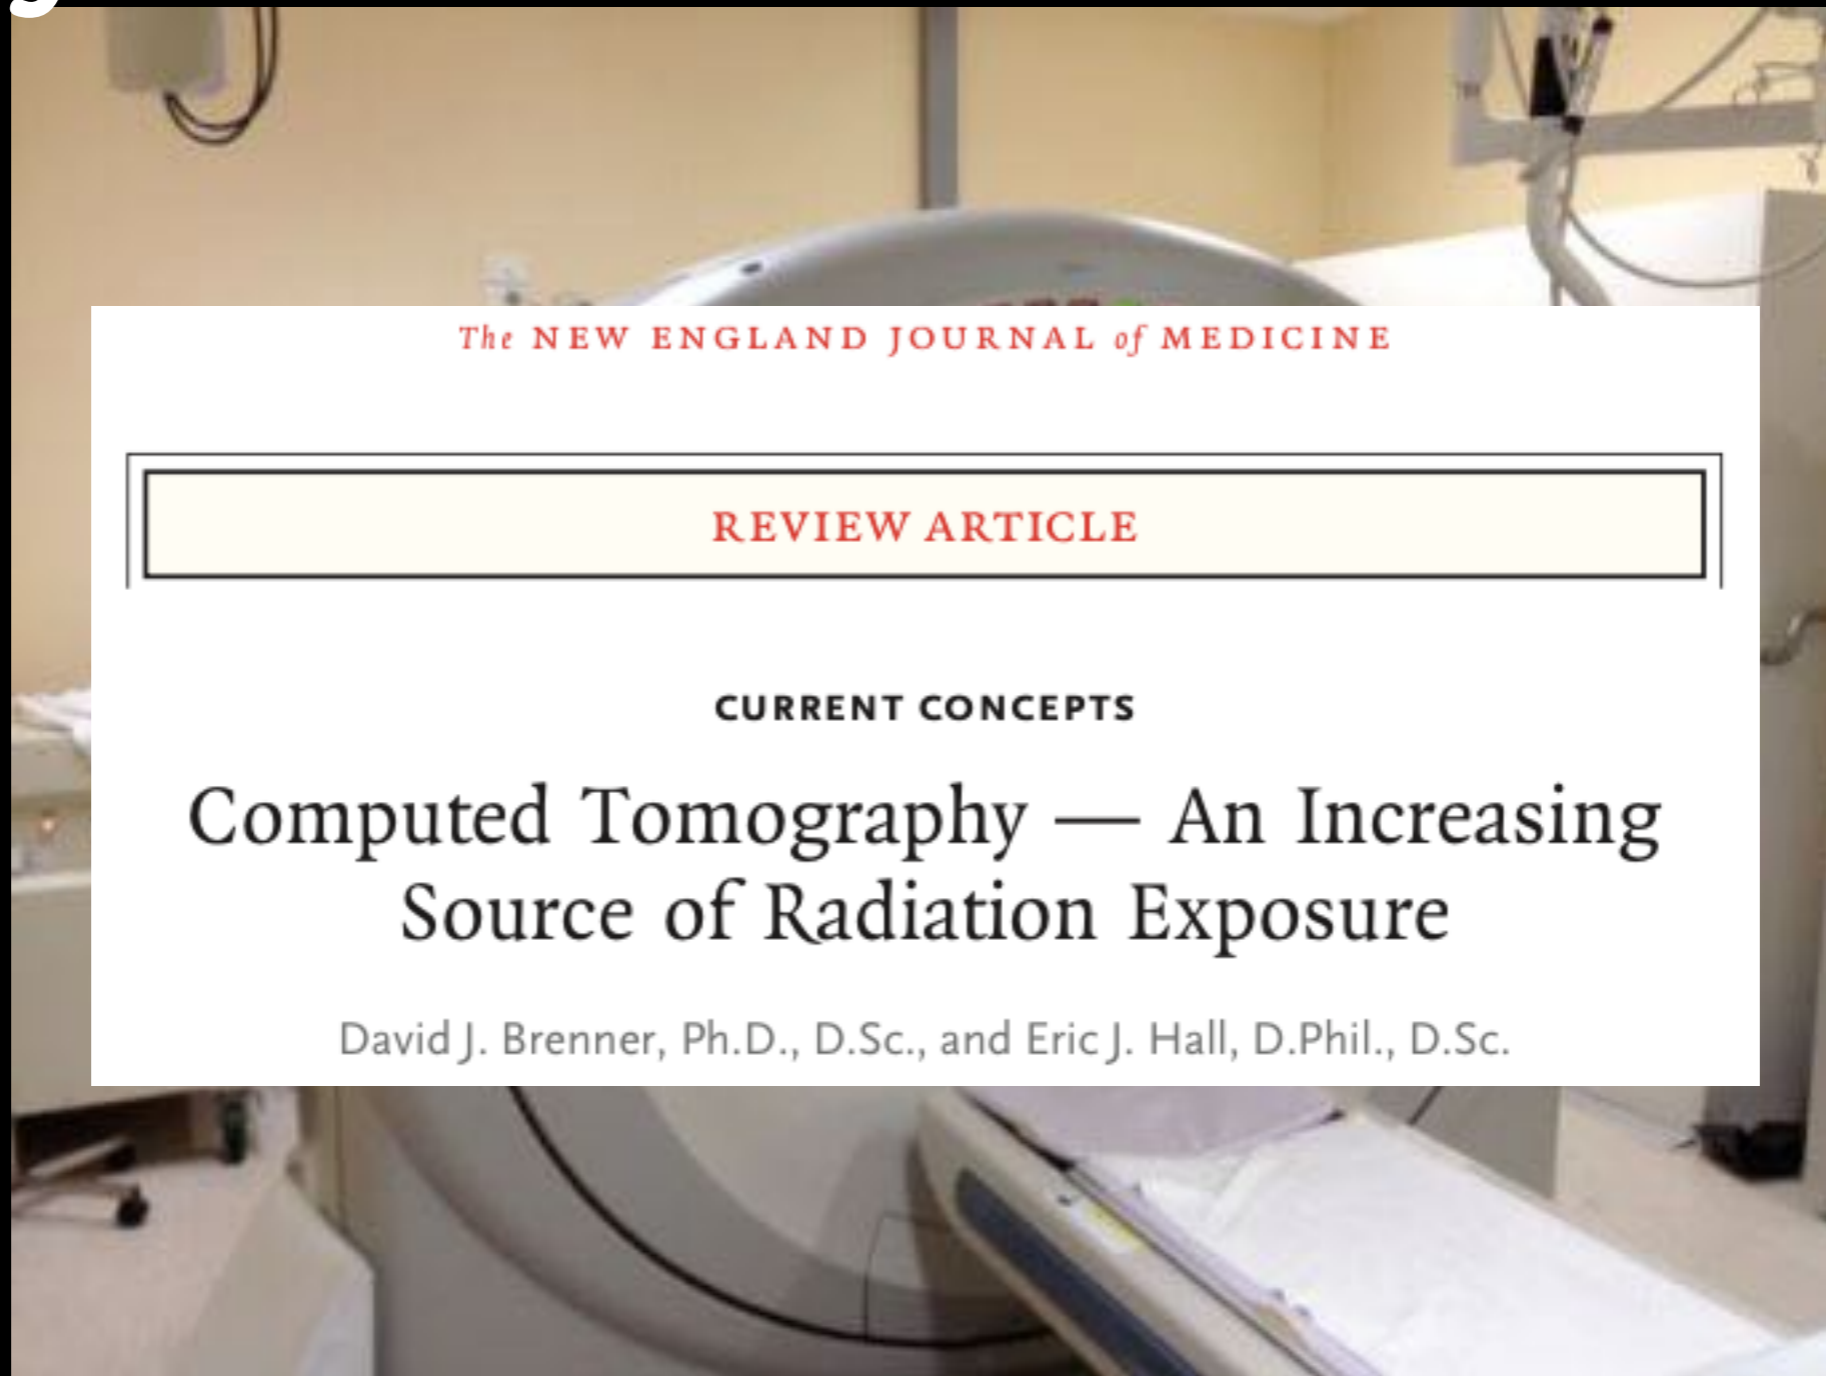 The NEW ENGLAND JOURNAL of MEDICINE
REVIEW ARTICLE
CURRENT CONCEPTS
Computed Tomography — An Increasing
Source of Radiation Exposure
David J. Brenner, Ph.D., D.Sc., and Eric J. Hall, D.Phil., D.Sc.